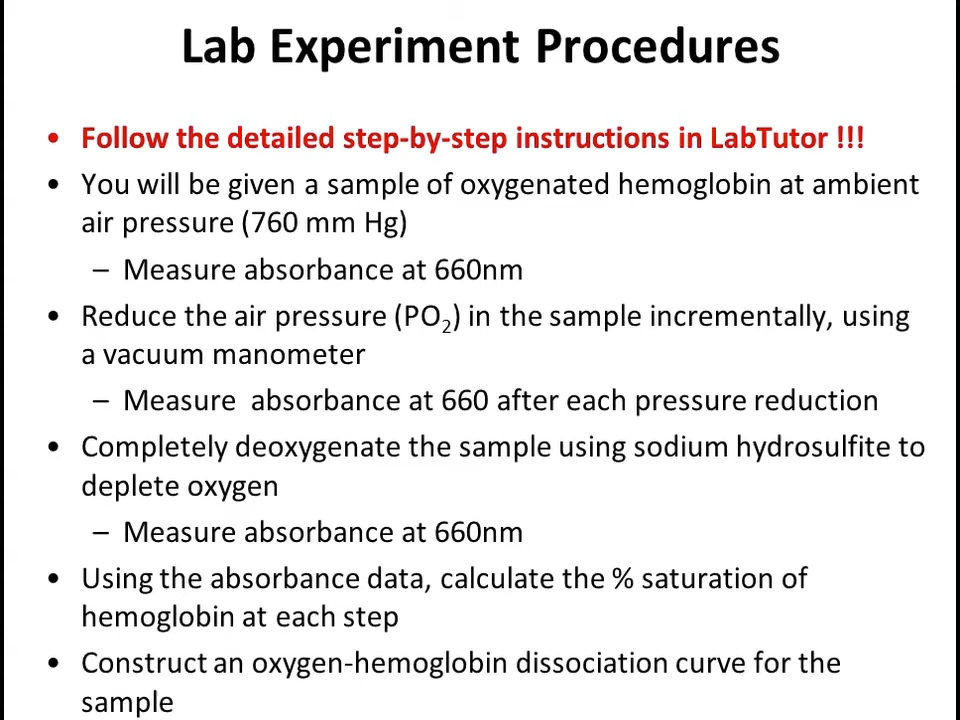 Lab Experiment Procedures
• Follow the detailed step-by-step instructions in LabTutor !!!
• You will be given a sample of oxygenated hemoglobin at ambient
air pressure (760 mm Hg)
– Measure absorbance at 660nm
• Reduce the air pressure (PO₂) in the sample incrementally, using
a vacuum manometer
– Measure  absorbance at 660 after each pressure reduction
• Completely deoxygenate the sample using sodium hydrosulfite to
deplete oxygen
– Measure absorbance at 660nm
• Using the absorbance data, calculate the % saturation of
hemoglobin at each step
• Construct an oxygen-hemoglobin dissociation curve for the
sample